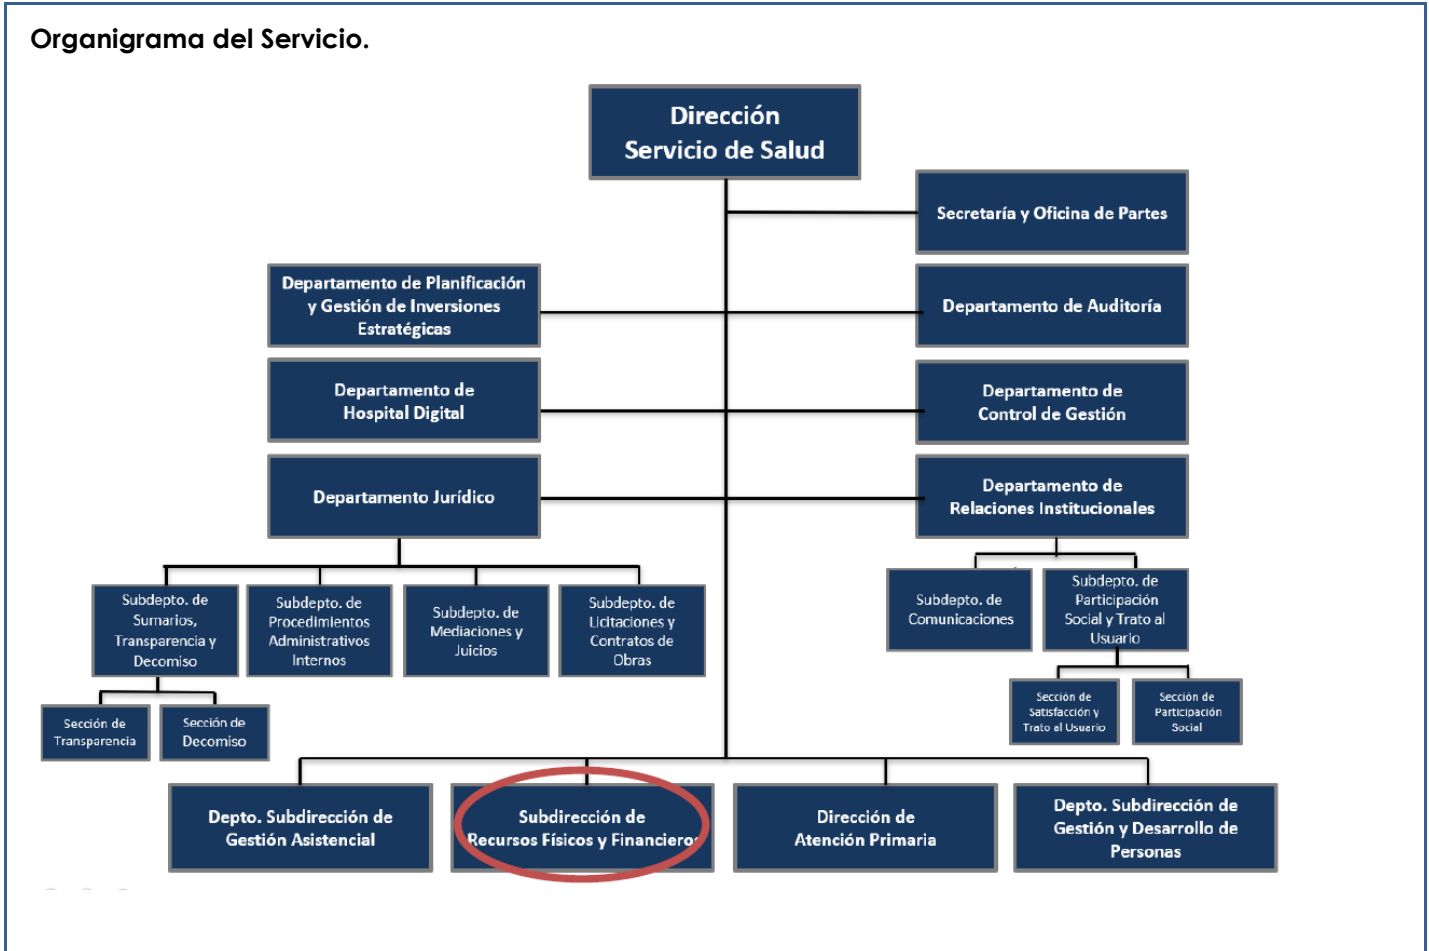 Organigrama del Servicio.
Dirección
Servicio de Salud
Secretaría y Oficina de Partes
Departamento de Planificación
y Gestión de Inversiones
Estratégicas
Departamento de Auditoría
Departamento de
Hospital Digital
Departamento de
Control de Gestión
Departamento Jurídico
Departamento de
Relaciones Institucionales
Subdepto. de
Sumarios,
Transparencia y
Decomiso
Subdepto. de
Procedimientos
Administrativos
Internos
Subdepto. de
Mediaciones y
Juicios
Subdepto. de
Licitaciones y
Contratos de
Obras
Subdepto. de
Comunicaciones
Subdepto. de
Participación
Social y Trato al
Usuario
Sección de
Transparencia
Sección de
Decomiso
Sección de
Satisfacción y
Trato al Usuario
Sección de
Participación
Social
Depto. Subdirección de
Gestión Asistencial
Subdirección de
Recursos Físicos y Financieros
Dirección de
Atención Primaria
Depto. Subdirección de
Gestión y Desarrollo de
Personas